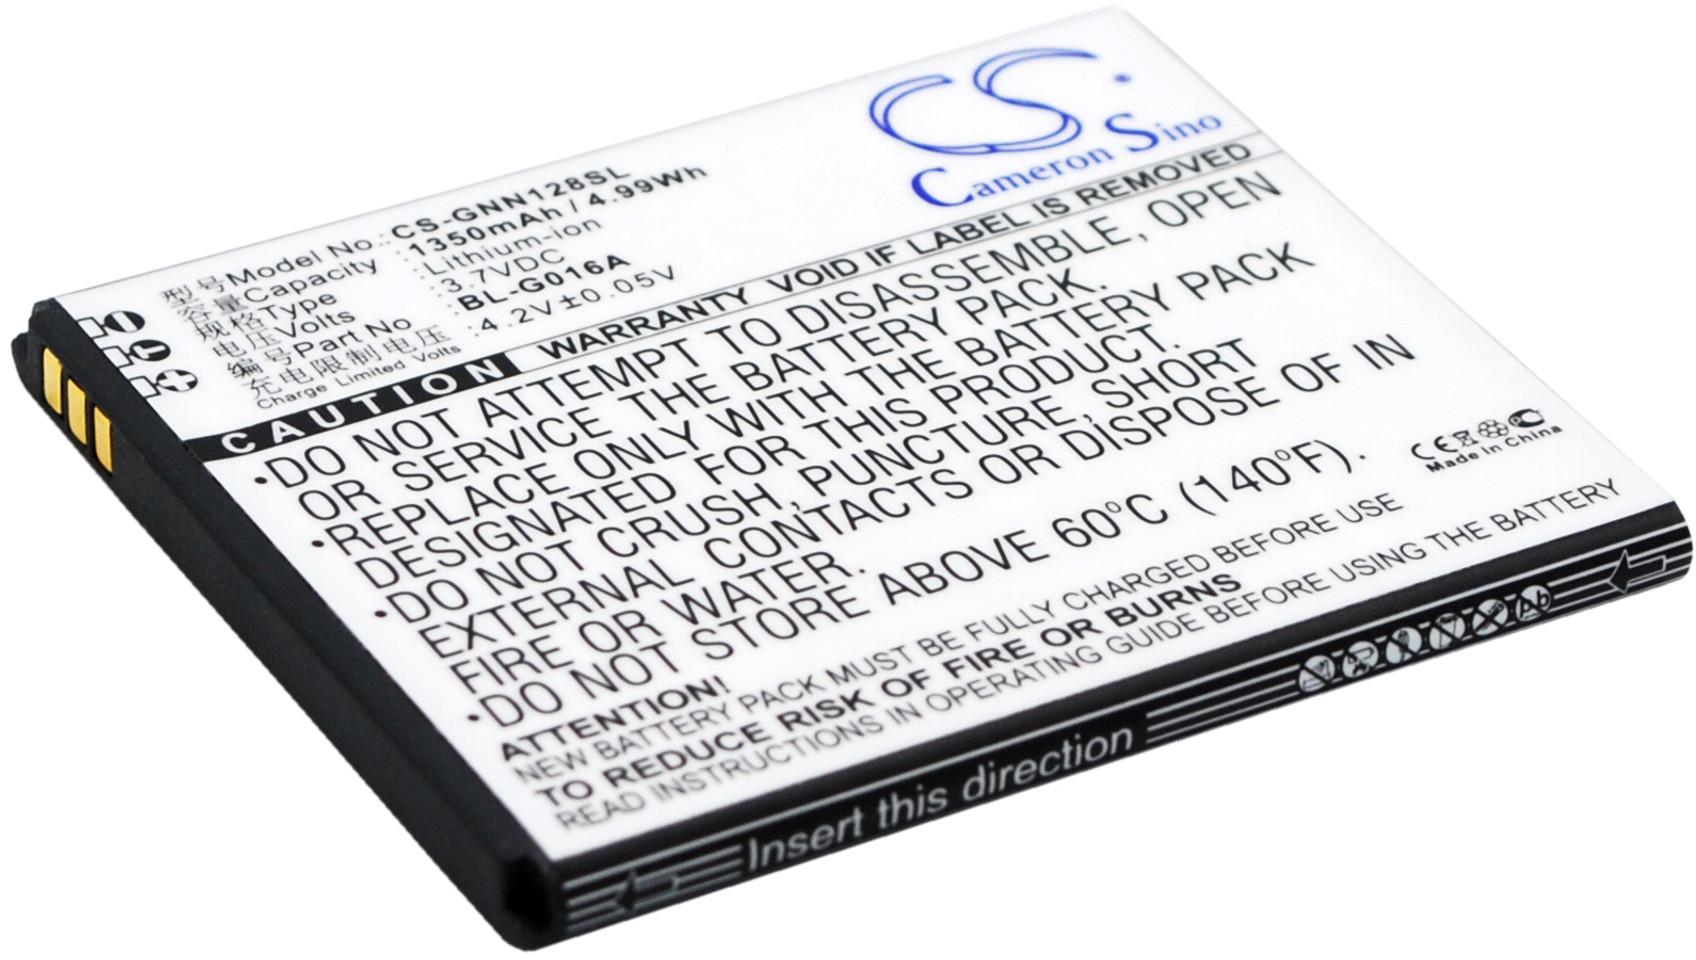 CS
Cameron Sino
型号Model No.: CS-GNN128SL
容量Capacity : 1350mAh / 4.99Wh
规格Type : Lithium-ion
电压Volts : 3.7VDC
编号Part No : BL-G016A
充电限制电压 : 4.2V±0.05V
Charge Limited Volts
CAUTION WARRANTY VOID IF LABEL IS REMOVED
•DO NOT ATTEMPT TO DISASSEMBLE, OPEN
OR SERVICE THE BATTERY PACK.
•REPLACE ONLY WITH THE BATTERY PACK
DESIGNATED FOR THIS PRODUCT.
•DO NOT CRUSH, PUNCTURE, SHORT
EXTERNAL CONTACTS OR DISPOSE OF IN
FIRE OR WATER.
•DO NOT STORE ABOVE 60°C (140°F).
CE
Made in China
ATTENTION!
NEW BATTERY PACK MUST BE FULLY CHARGED BEFORE USE
TO REDUCE RISK OF FIRE OR BURNS
READ INSTRUCTIONS IN OPERATING GUIDE BEFORE USING THE BATTERY
Insert this direction
Pb